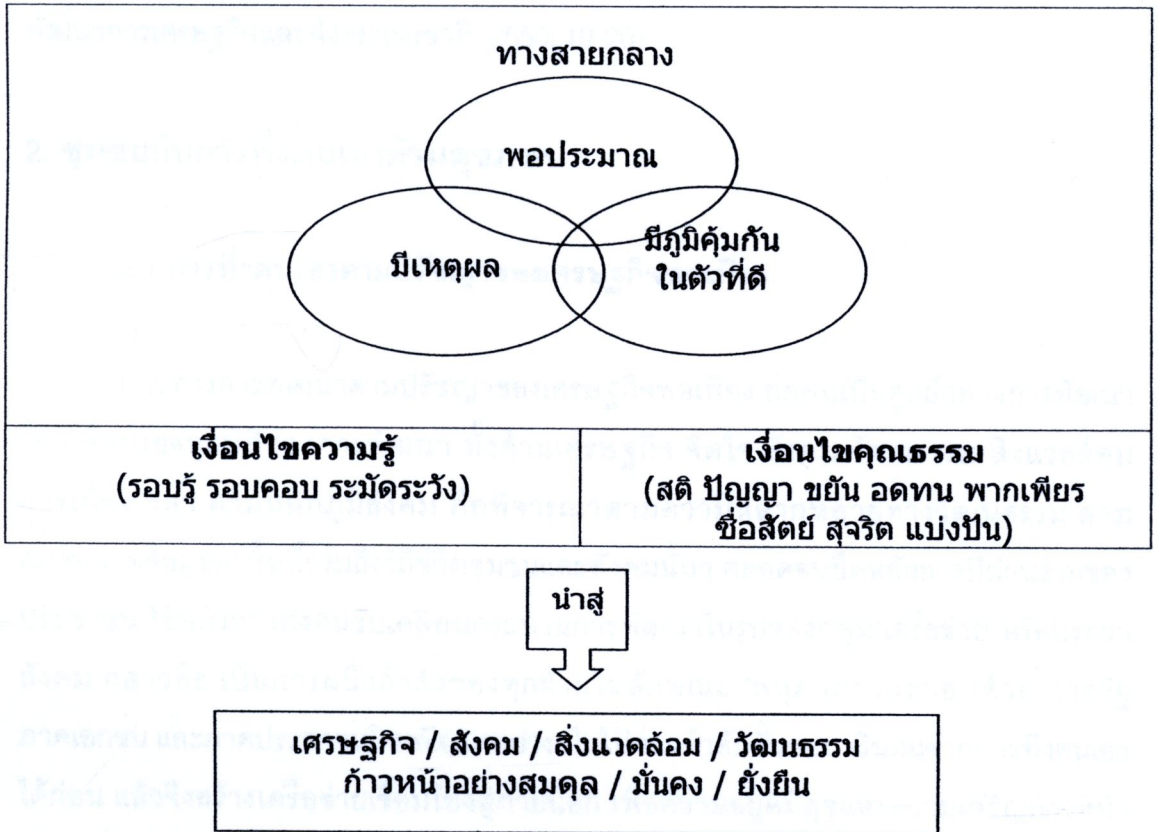 ทางสายกลาง
พอประมาณ
มีเหตุผล
มีภูมิคุ้มกัน
ในตัวที่ดี
เงื่อนไขความรู้
(รอบรู้ รอบคอบ ระมัดระวัง)
เงื่อนไขคุณธรรม
(สติ ปัญญา ขยัน อดทน พากเพียร
ซื่อสัตย์ สุจริต แบ่งปัน)
นำสู่
เศรษฐกิจ / สังคม / สิ่งแวดล้อม / วัฒนธรรม
ก้าวหน้าอย่างสมดุล / มั่นคง / ยั่งยืน